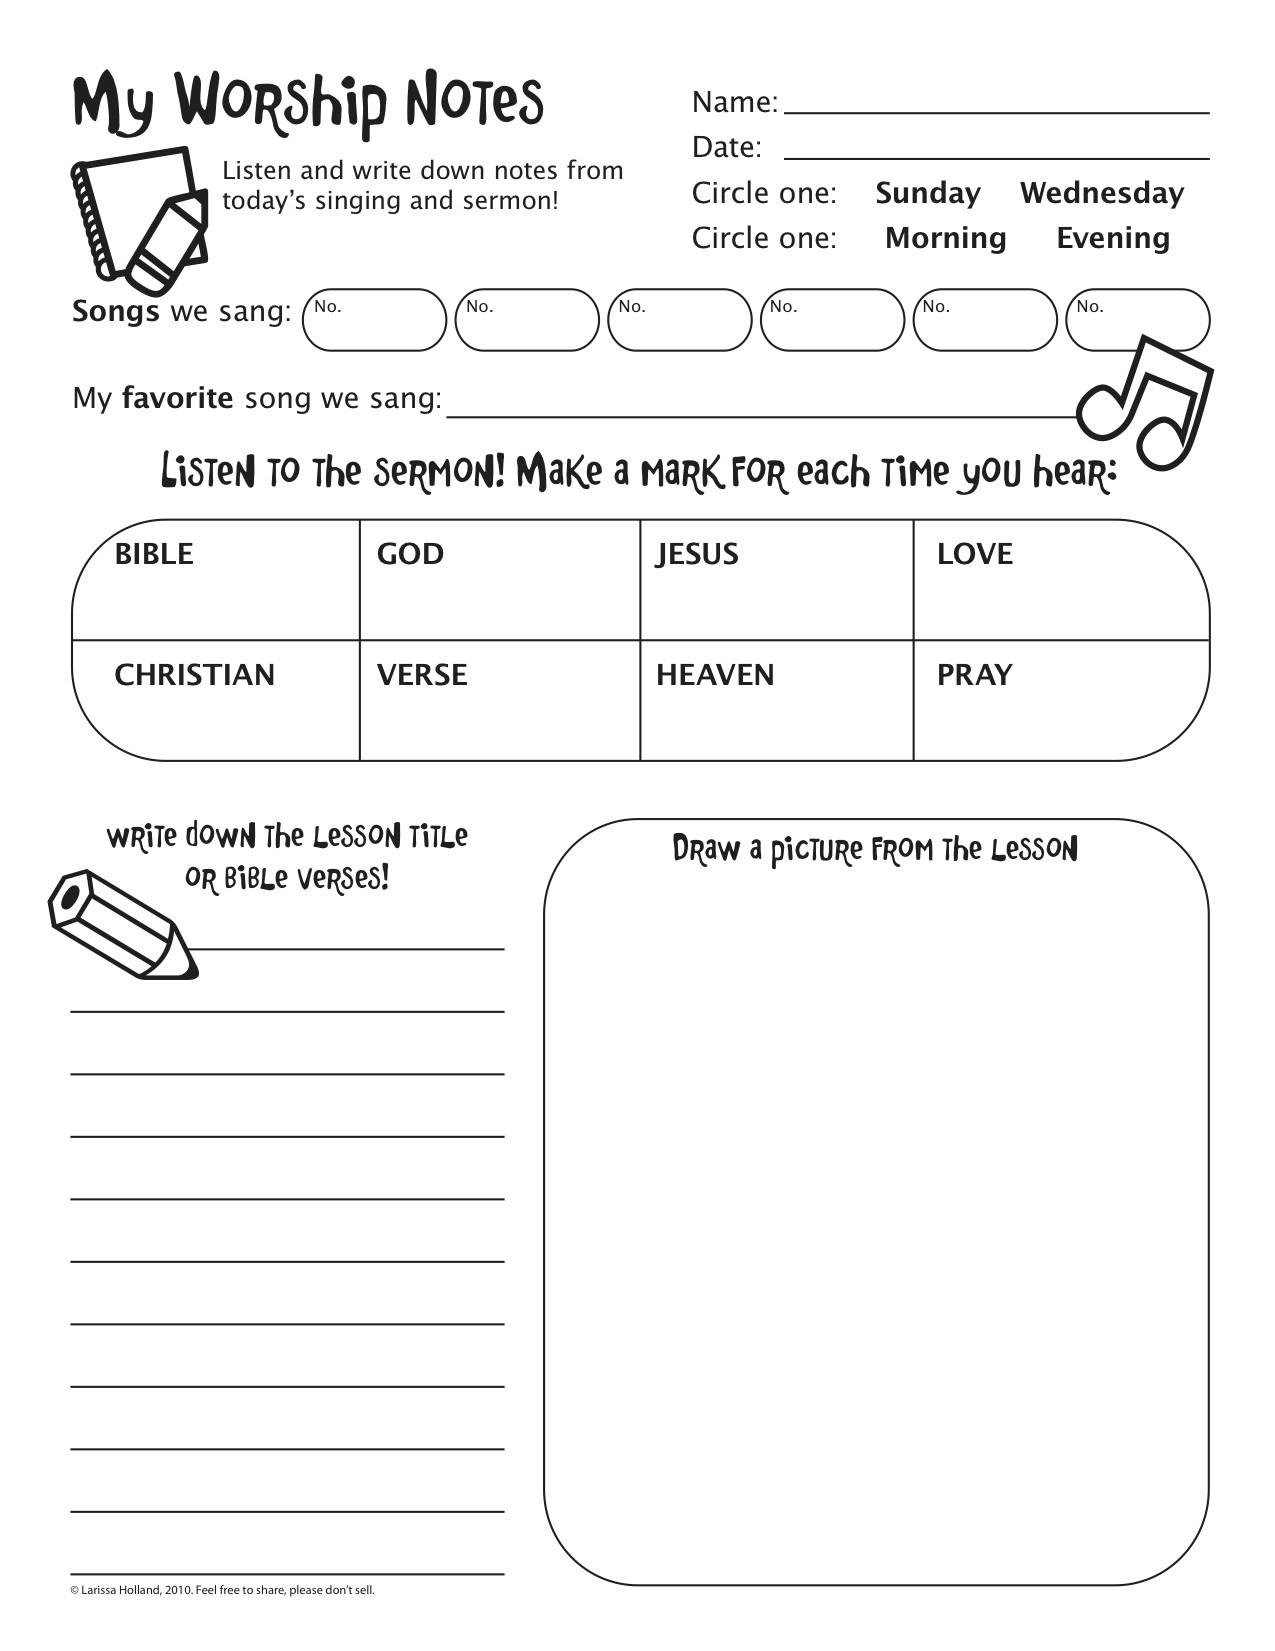 My Worship Notes
Listen and write down notes from
today's singing and sermon!
Name:
Date:
Circle one: Sunday Wednesday
Circle one: Morning Evening
Songs we sang: No. No. No. No. No. No.
My favorite song we sang:
Listen to the sermon! Make a mark for each time you hear:
BIBLE GOD JESUS LOVE
CHRISTIAN VERSE HEAVEN PRAY
Write down the lesson title
or Bible verses!
Draw a picture from the lesson
© Larissa Holland, 2010. Feel free to share, please don't sell.